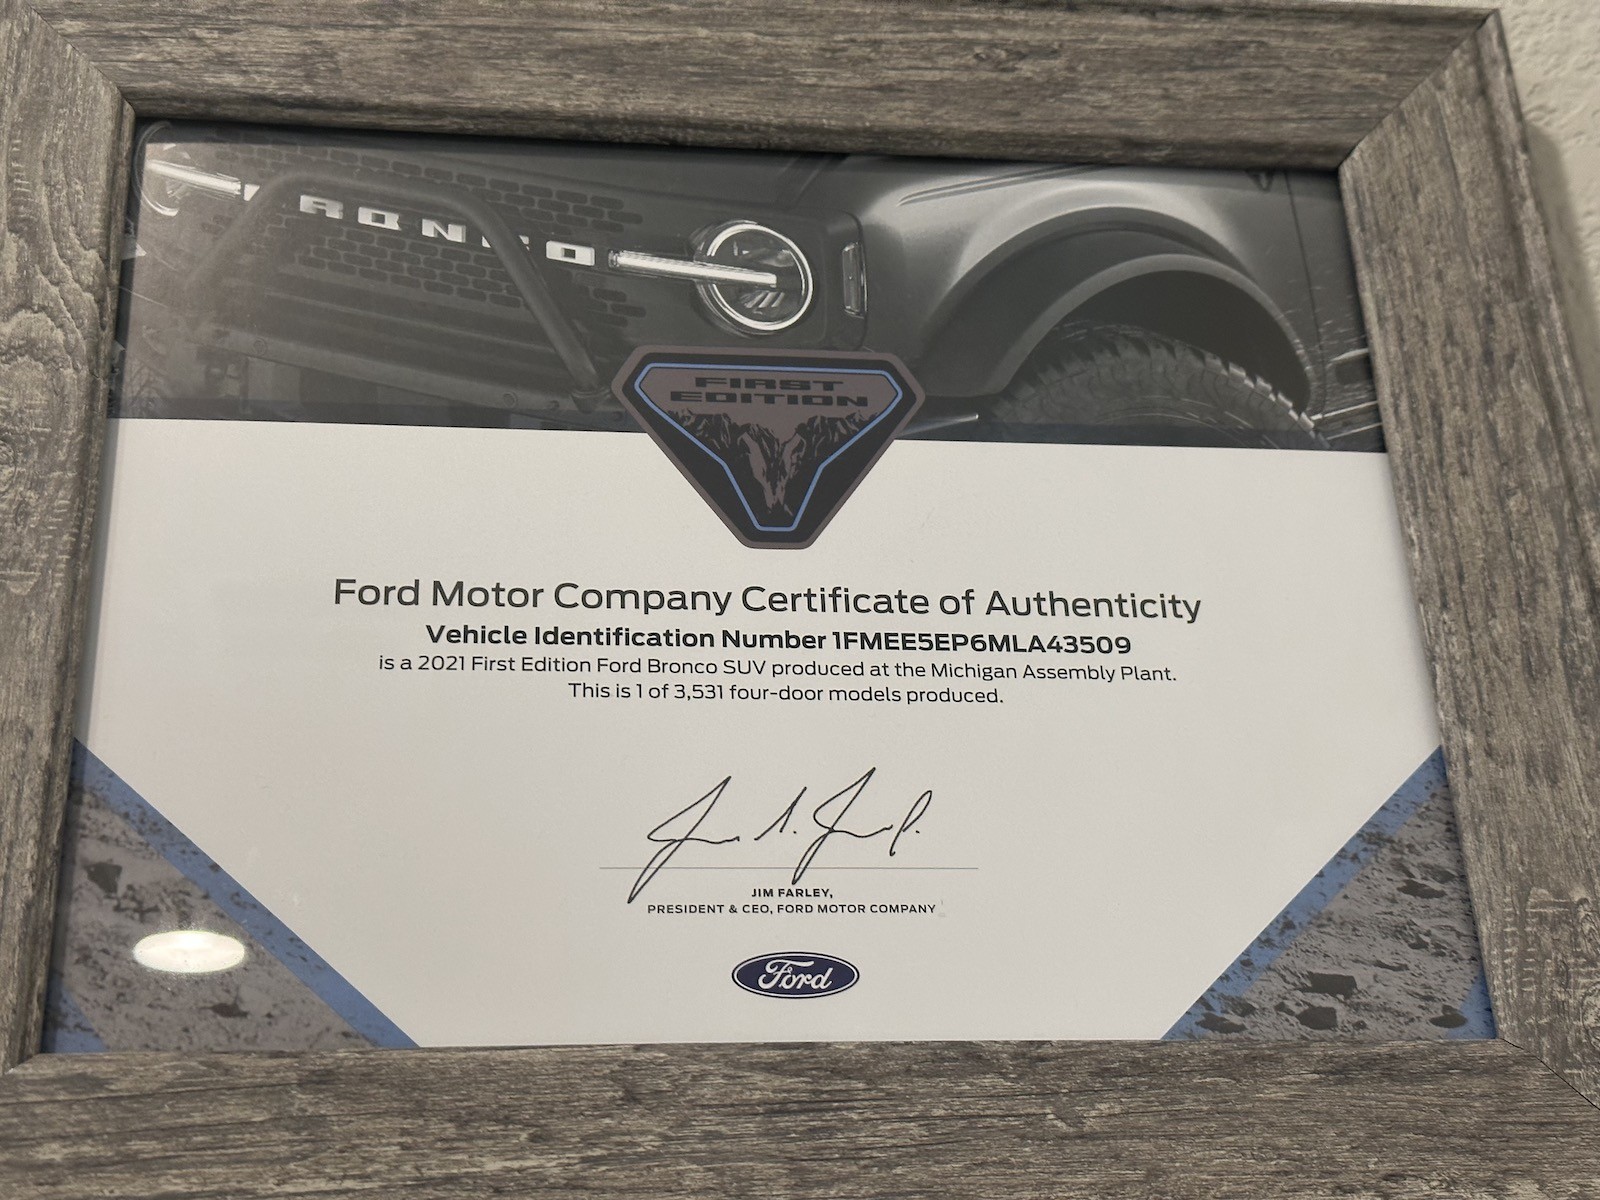 BRONCO
FIRST
EDITION
Ford Motor Company Certificate of Authenticity
Vehicle Identification Number 1FMEE5EP6MLA43509
is a 2021 First Edition Ford Bronco SUV produced at the Michigan Assembly Plant.
This is 1 of 3,531 four-door models produced.
JIM FARLEY,
PRESIDENT & CEO, FORD MOTOR COMPANY
Ford